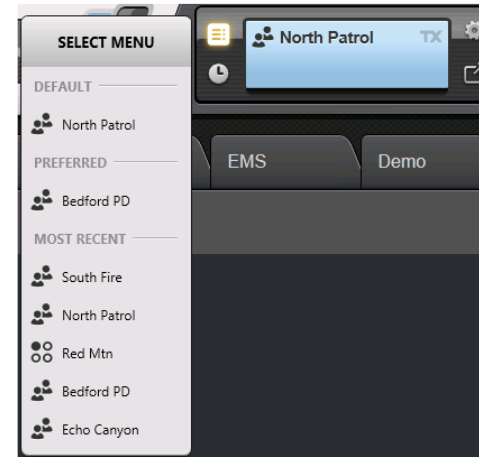 SELECT MENU
DEFAULT
North Patrol
PREFERRED
Bedford PD
MOST RECENT
South Fire
North Patrol
Red Mtn
Bedford PD
Echo Canyon
North Patrol TX
EMS
Demo